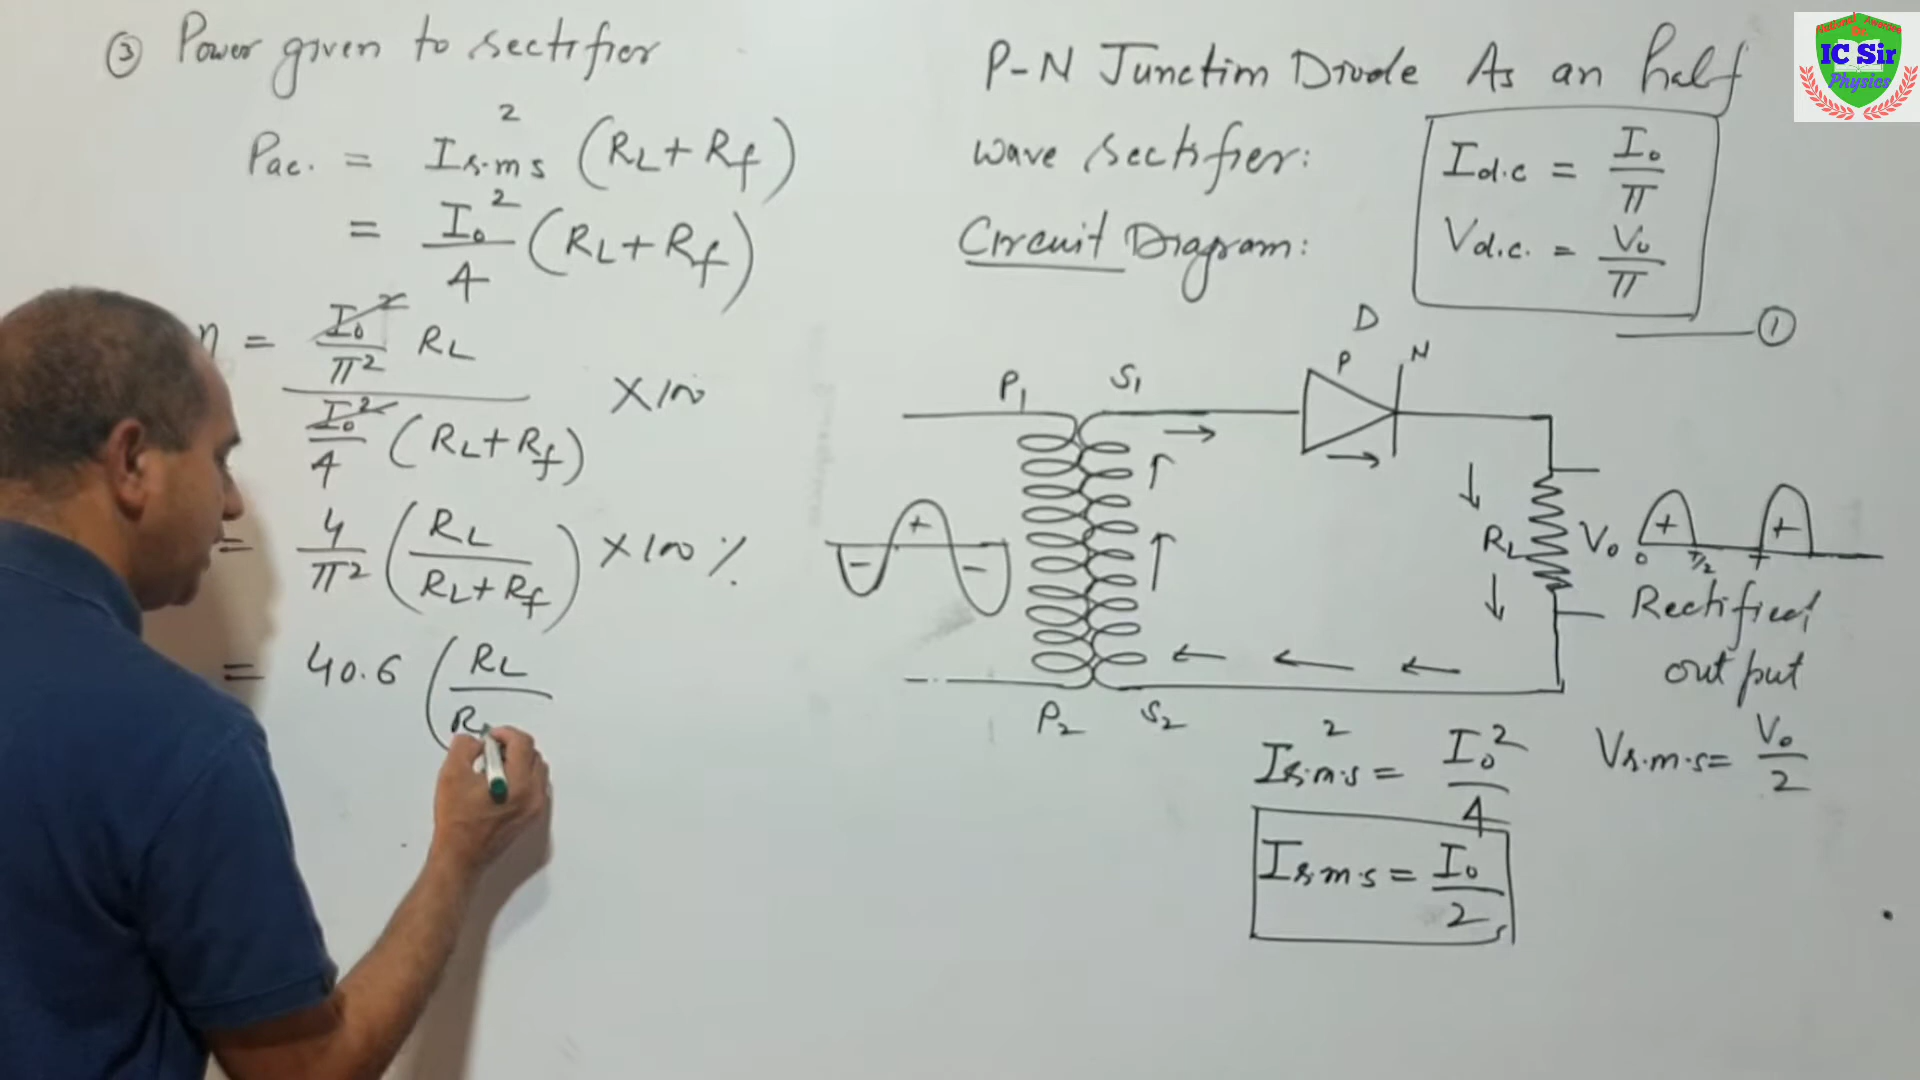 ③ Power given to rectifier
Pac. = I²r.m.s (RL + Rf)
= I₀²/4 (RL + Rf)
η = (I₀²/π² RL) / (I₀²/4 (RL + Rf)) × 100
= 4/π² (RL / (RL + Rf)) × 100 %
= 40.6 (RL / R
P-N Junction Diode As an half
wave rectifier:
Circuit Diagram:
Id.c = I₀/π
Vd.c. = V₀/π
①
D
P N
P₁ S₁
+ − −
RL V₀
+ +
0 T/2 T
Rectified
output
P₂ S₂
I²r.m.s = I₀²/4
Vr.m.s = V₀/2
Ir.m.s = I₀/2
National Awardee
IC Sir
Physics